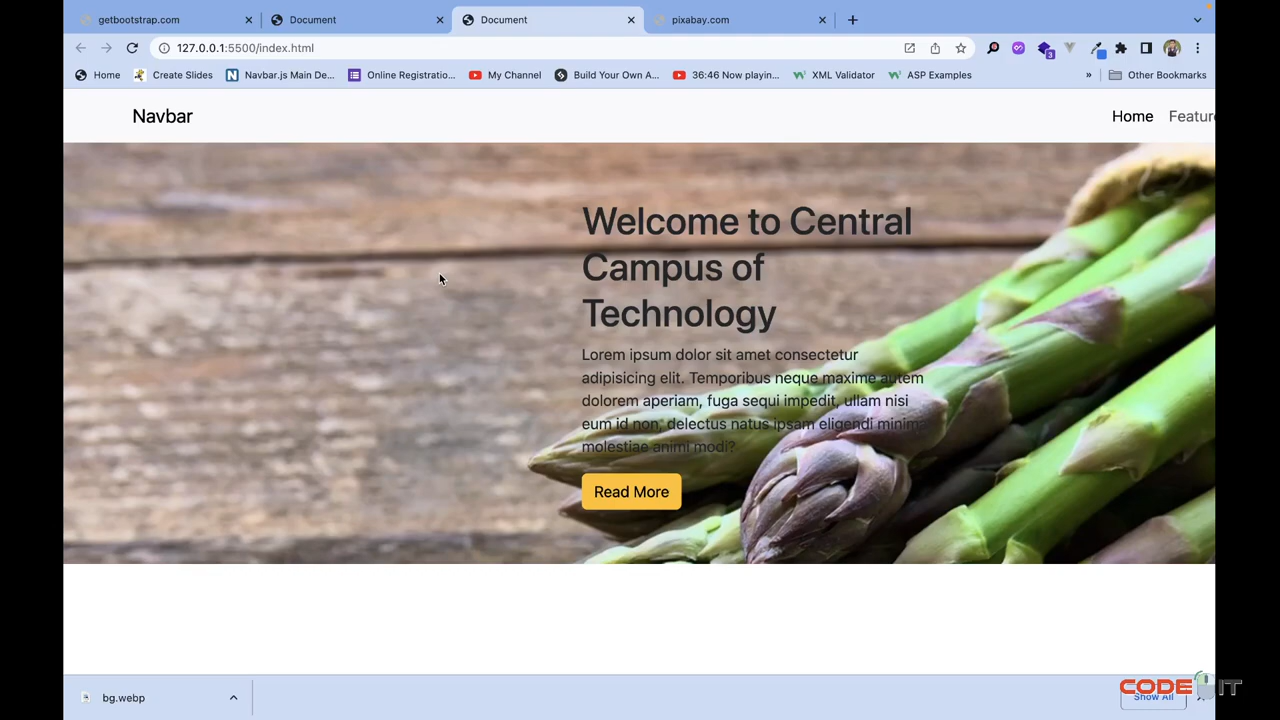 getbootstrap.com
Document
Document
pixabay.com
127.0.0.1:5500/index.html
3
Home
Create Slides
Navbar.js Main De...
Online Registratio...
My Channel
Build Your Own A...
36:46 Now playin...
XML Validator
ASP Examples
»
Other Bookmarks
Navbar
Home
Featur
Welcome to Central
Campus of
Technology
Lorem ipsum dolor sit amet consectetur
adipisicing elit. Temporibus neque maxime autem
dolorem aperiam, fuga sequi impedit, ullam nisi
eum id non, delectus natus ipsam eligendi minima
molestiae animi modi?
Read More
bg.webp
Show All
CODE IT